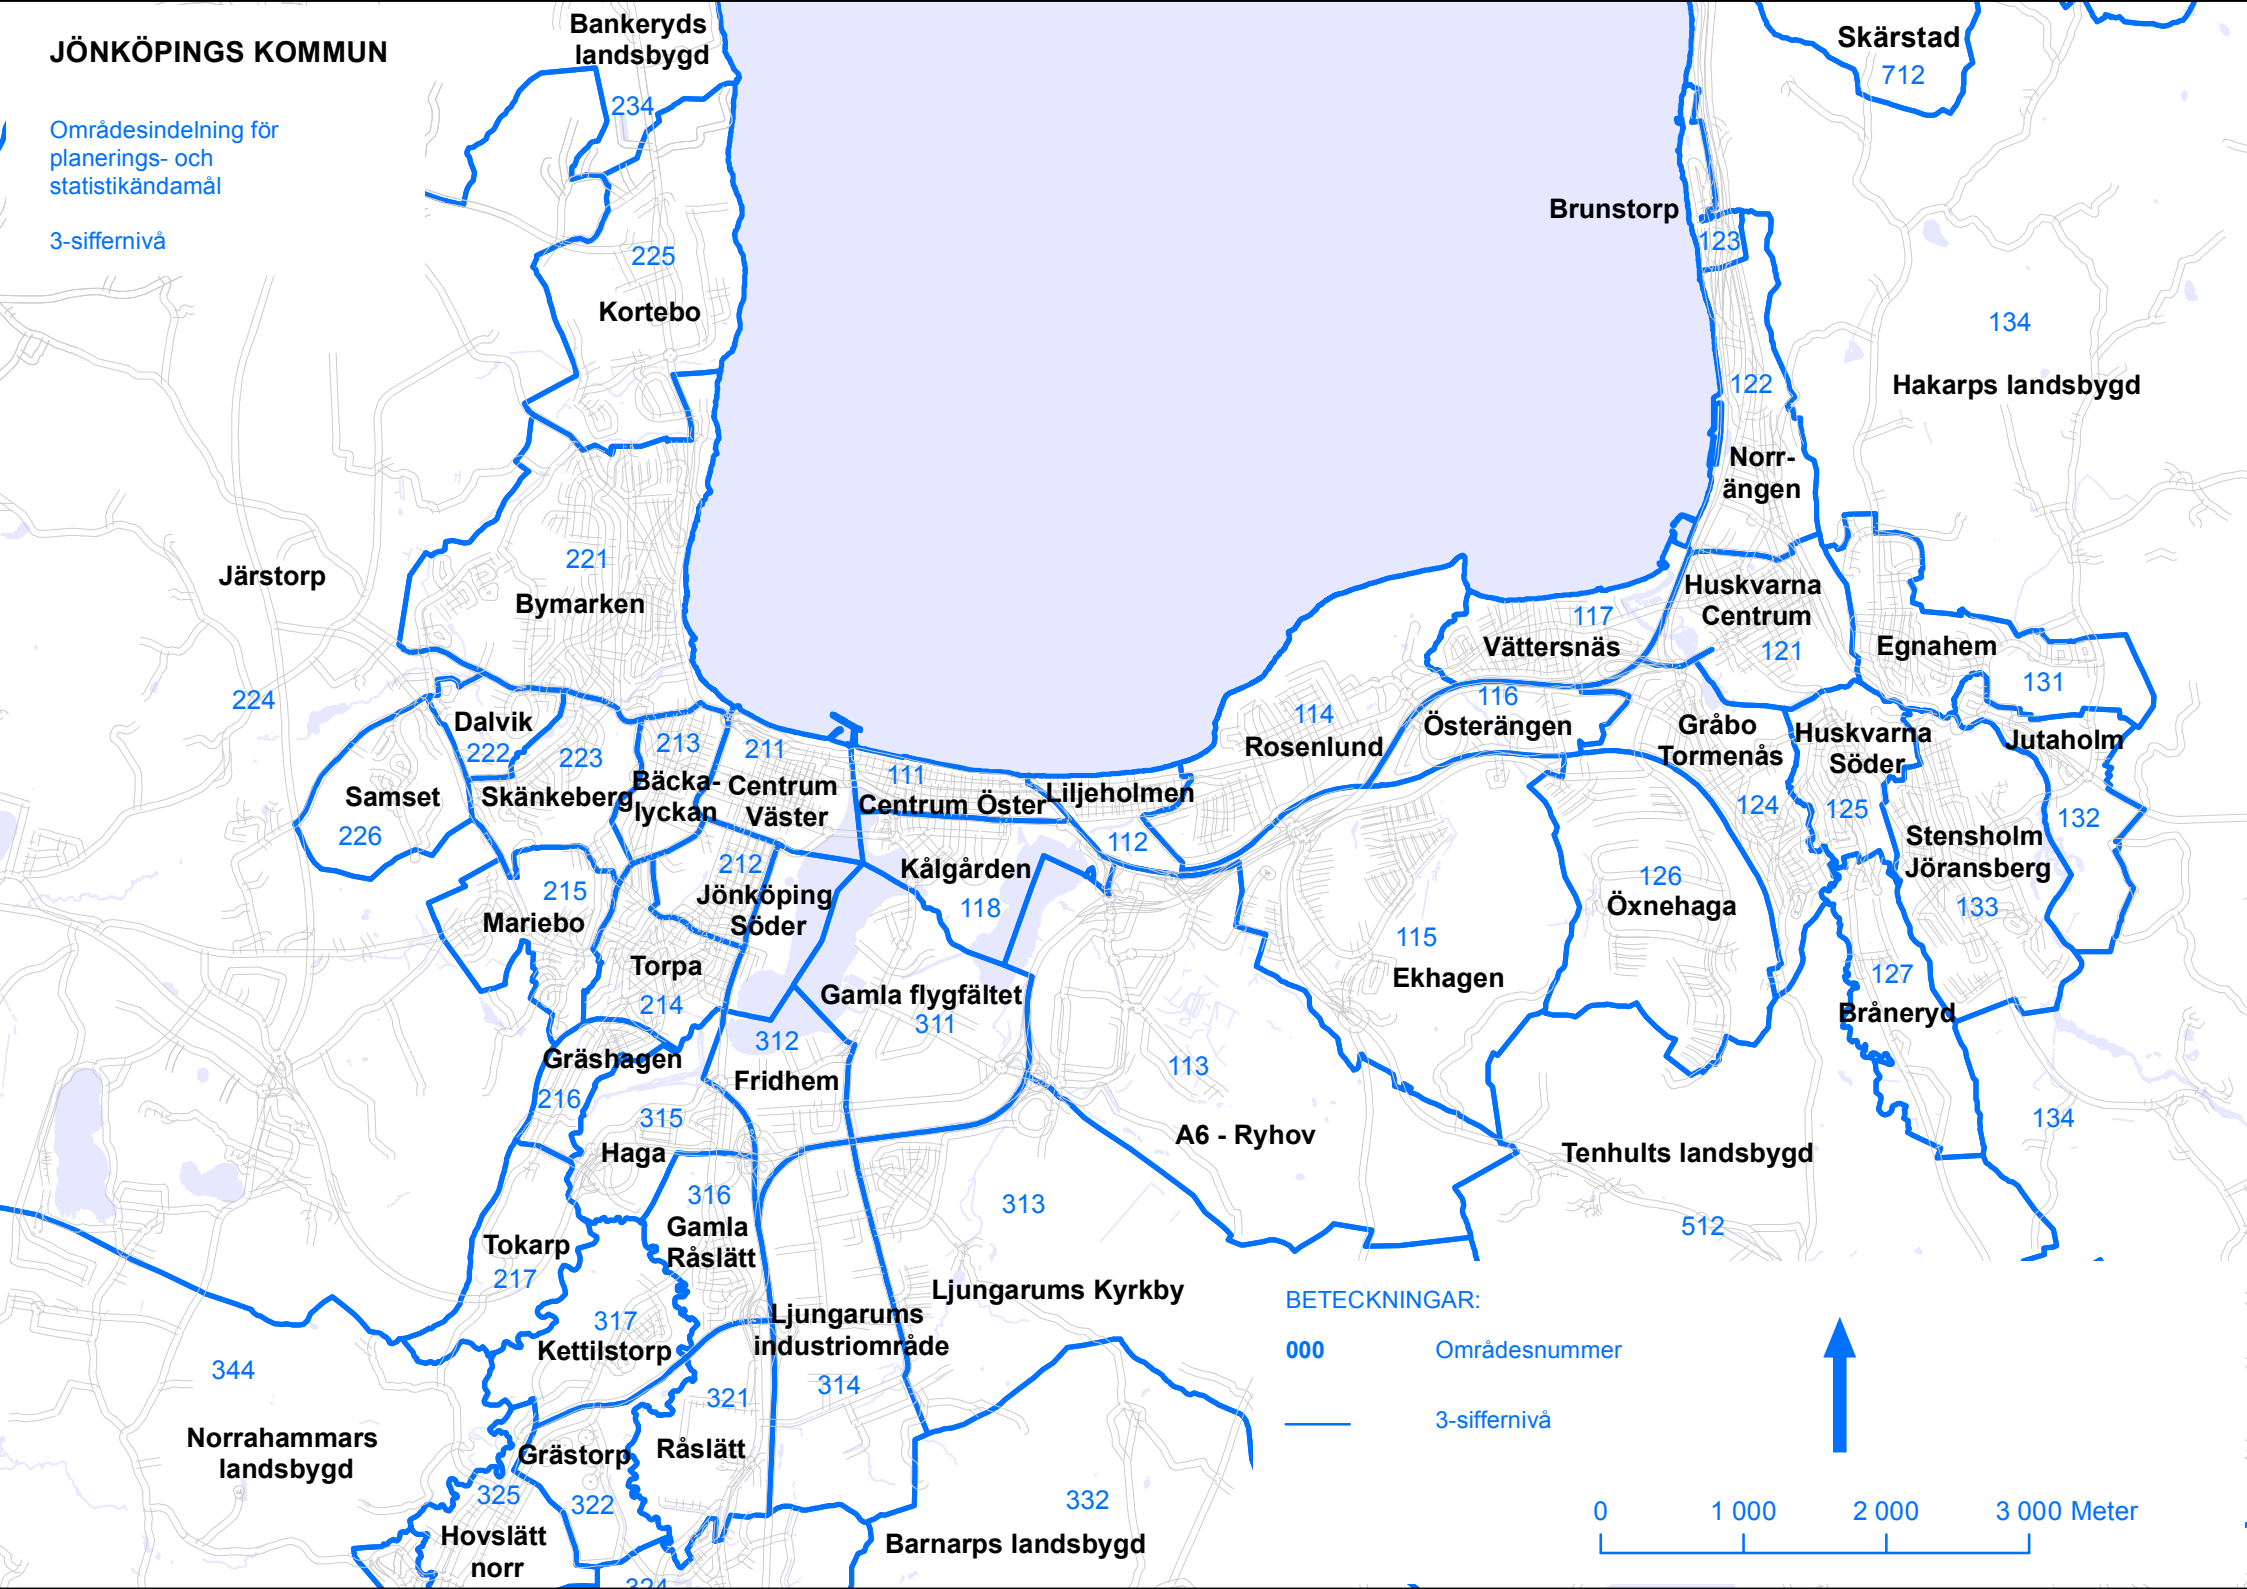 JÖNKÖPINGS KOMMUN
Områdesindelning för
planerings- och
statistikändamål
3-siffernivå
Bankeryds
landsbygd
234
Skärstad
712
Brunstorp
123
225
Kortebo
134
Hakarps landsbygd
122
Norr-
ängen
221
Bymarken
Järstorp
224
Huskvarna
Centrum
121
117
Vättersnäs
Egnahem
131
116
Österängen
114
Rosenlund
Gråbo
Tormenås
124
Huskvarna
Söder
125
Jutaholm
132
Dalvik
222
223
Skänkeberg
213
Bäcka-
lyckan
211
Centrum
Väster
111
Centrum Öster
Liljeholmen
112
Samset
226
Stensholm
Jöransberg
133
212
Jönköping
Söder
Kålgården
118
215
Mariebo
126
Öxnehaga
115
Ekhagen
Torpa
214
Gamla flygfältet
311
127
Bråneryd
312
Fridhem
Gräshagen
216
113
A6 - Ryhov
315
Haga
134
Tenhults landsbygd
512
316
Gamla
Råslätt
313
Ljungarums Kyrkby
Tokarp
217
317
Kettilstorp
Ljungarums
industriområde
314
344
Norrahammars
landsbygd
321
Råslätt
Grästorp
322
325
Hovslätt
norr
324
332
Barnarps landsbygd
BETECKNINGAR:
000 Områdesnummer
3-siffernivå
0 1 000 2 000 3 000 Meter